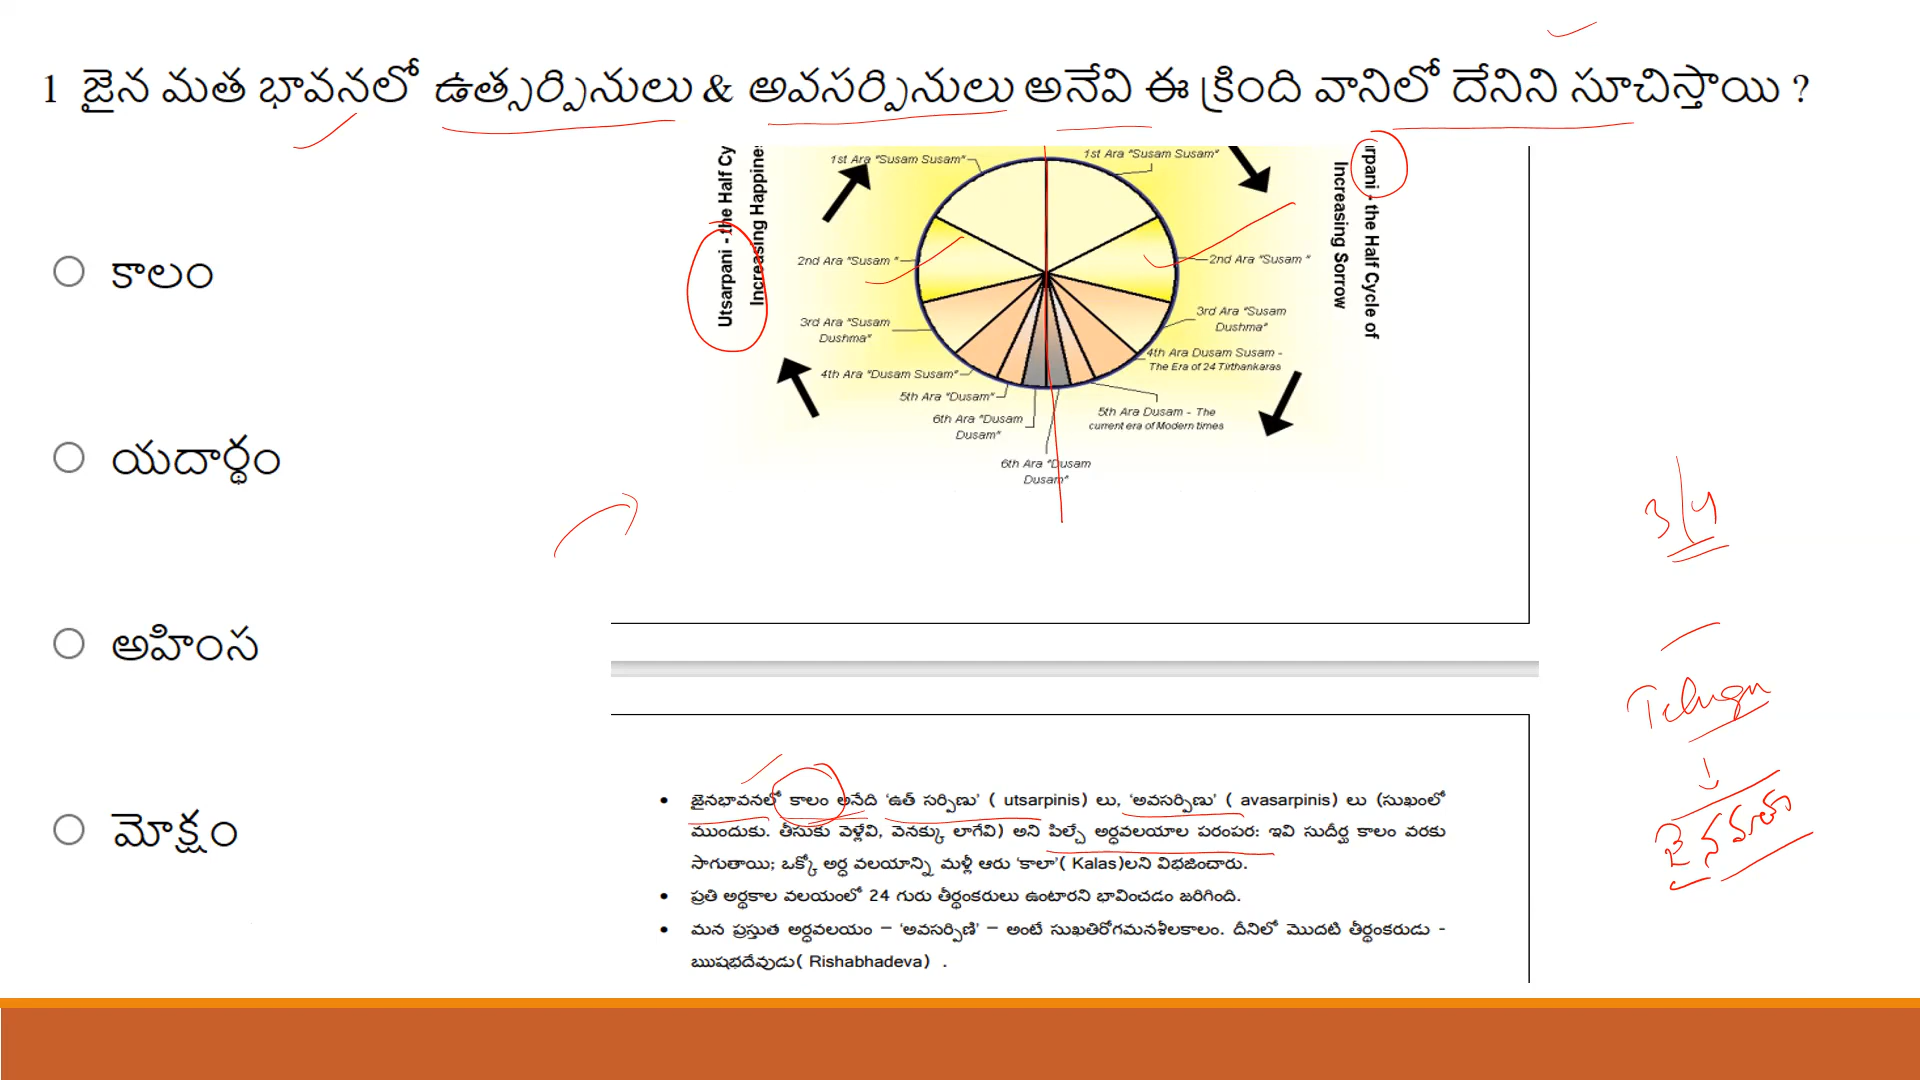 1 జైన మత భావనలో ఉత్సర్పినులు & అవసర్పినులు అనేవి ఈ క్రింది వానిలో దేనిని సూచిస్తాయి ?
కాలం
యదార్థం
అహింస
మోక్షం
Utsarpani - the Half Cy
Increasing Happine
1st Ara "Susam Susam"
2nd Ara "Susam "
3rd Ara "Susam
Dushma"
4th Ara "Dusam Susam"
5th Ara "Dusam"
6th Ara "Dusam
Dusam"
1st Ara "Susam Susam"
2nd Ara "Susam "
3rd Ara "Susam
Dushma"
4th Ara Dusam Susam -
The Era of 24 Tirthankaras
5th Ara Dusam - The
current era of Modern times
6th Ara "Dusam
Dusam"
rpani - the Half Cycle of
Increasing Sorrow
3/4
Telugu
జైనమతం
• జైనభావనలో కాలం అనేది 'ఉత్ సర్పిణు' ( utsarpinis) లు, 'అవసర్పిణు' ( avasarpinis) లు (సుఖంలో
ముందుకు. తీసుకు వెళ్లేవి, వెనక్కు లాగేవి) అని పిల్చే అర్ధవలయాల పరంపర: ఇవి సుదీర్ఘ కాలం వరకు
సాగుతాయి; ఒక్కో అర్ధ వలయాన్ని మళ్లీ ఆరు 'కాలా'( Kalas)లని విభజించారు.
• ప్రతి అర్థకాల వలయంలో 24 గురు తీర్థంకరులు ఉంటారని భావించడం జరిగింది.
• మన ప్రస్తుత అర్ధవలయం – 'అవసర్పిణి' – అంటే సుఖతిరోగమనశీలకాలం. దీనిలో మొదటి తీర్థంకరుడు -
ఋషభదేవుడు( Rishabhadeva) .